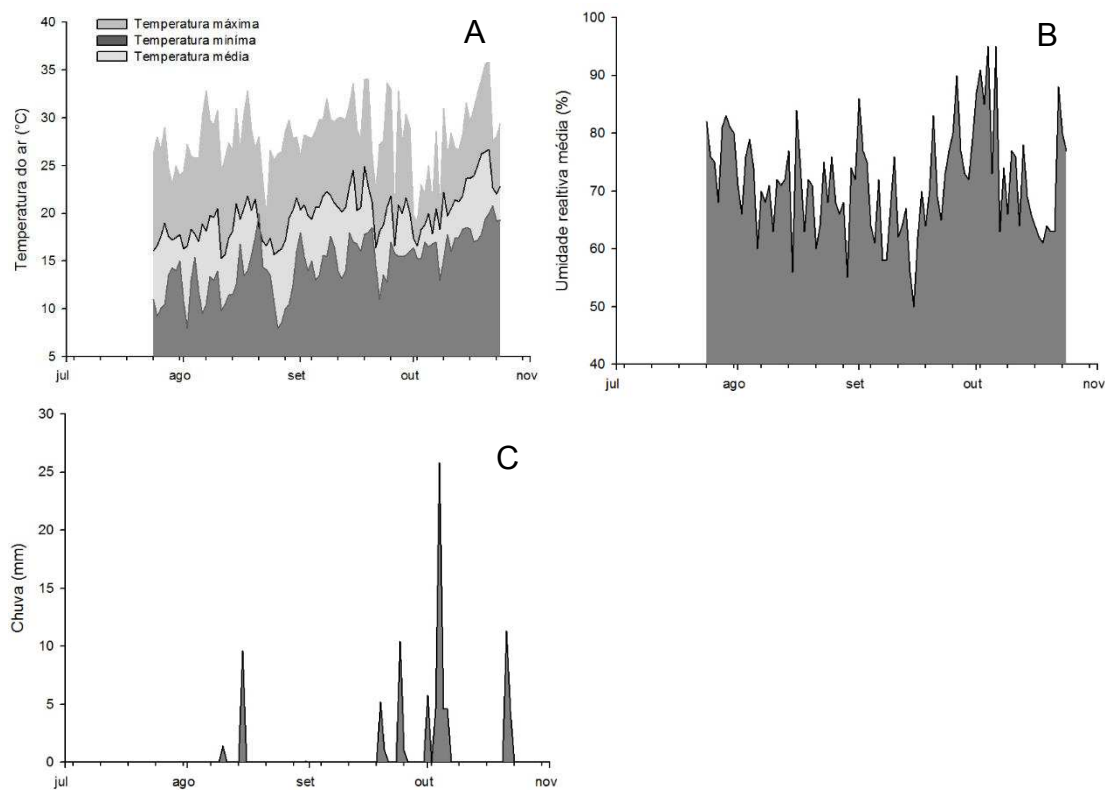 A
Temperatura máxima
Temperatura miníma
Temperatura média
Temperatura do ar (°C)
40
35
30
25
20
15
10
5
jul
ago
set
out
nov
B
Umidade realtiva média (%)
100
90
80
70
60
50
40
jul
ago
set
out
nov
C
Chuva (mm)
30
25
20
15
10
5
0
jul
ago
set
out
nov